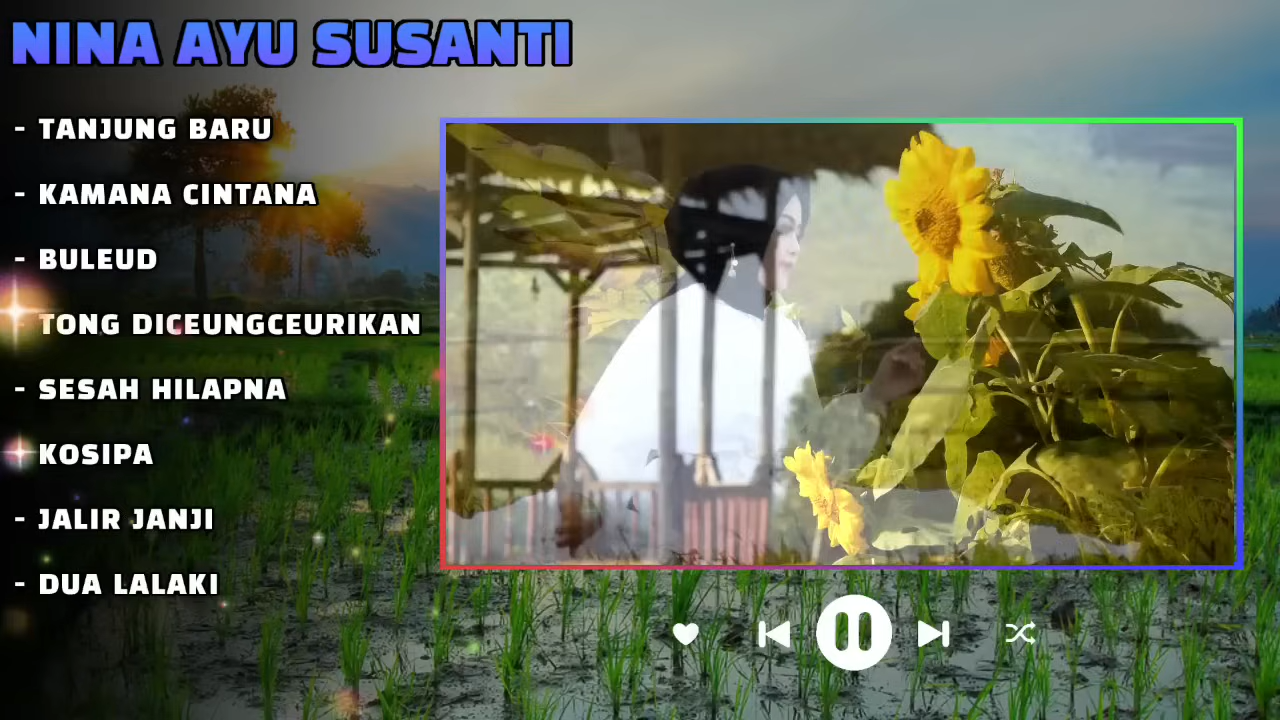 NINA AYU SUSANTI
- TANJUNG BARU
- KAMANA CINTANA
- BULEUD
- TONG DICEUNGCEURIKAN
- SESAH HILAPNA
- KOSIPA
- JALIR JANJI
- DUA LALAKI